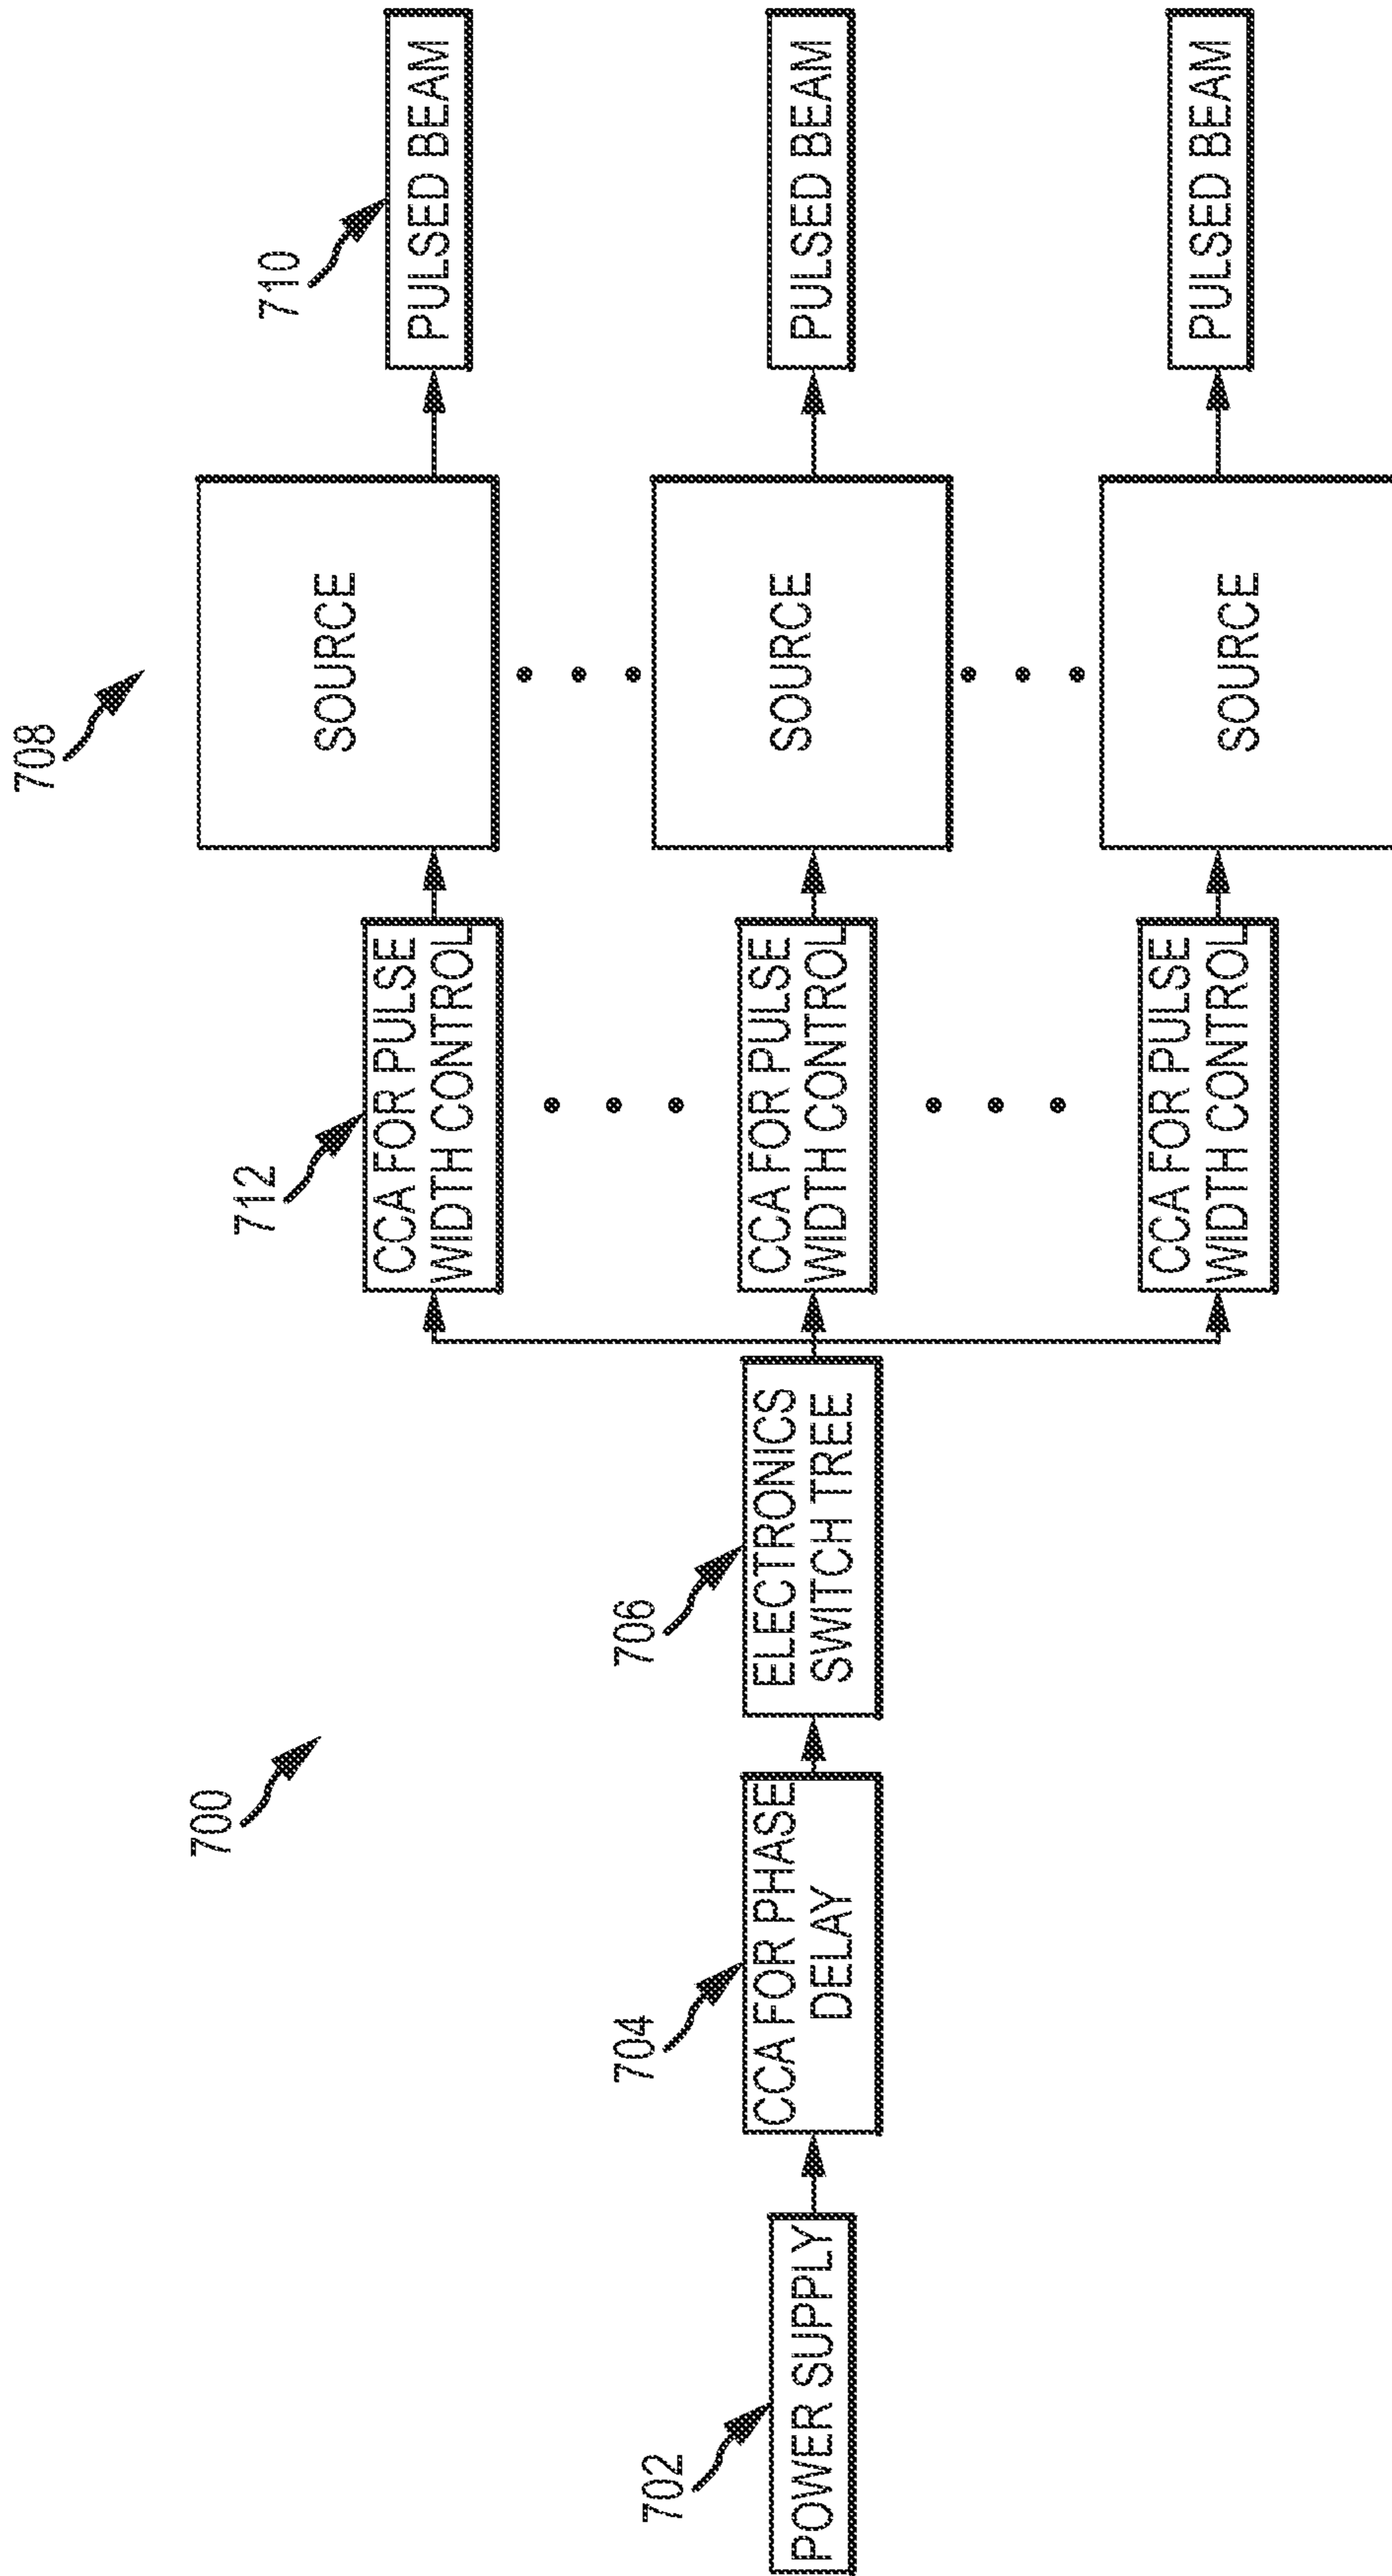 708
710
PULSED BEAM
SOURCE
712
CCA FOR PULSE
WIDTH CONTROL
700
706
ELECTRONICS
SWITCH TREE
704
CCA FOR PHASE
DELAY
702
POWER SUPPLY
CCA FOR PULSE
WIDTH CONTROL
SOURCE
PULSED BEAM
CCA FOR PULSE
WIDTH CONTROL
SOURCE
PULSED BEAM